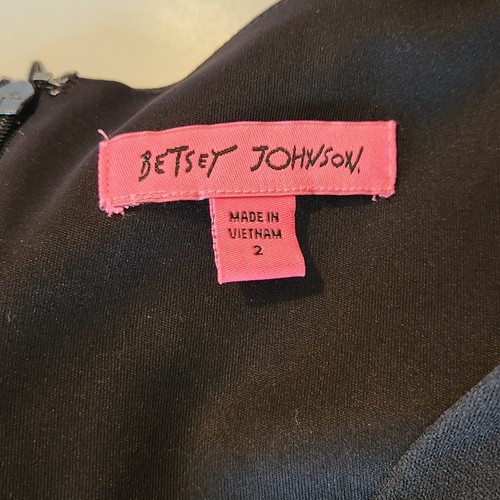 BETSEY JOHNSON.
MADE IN
VIETNAM
2